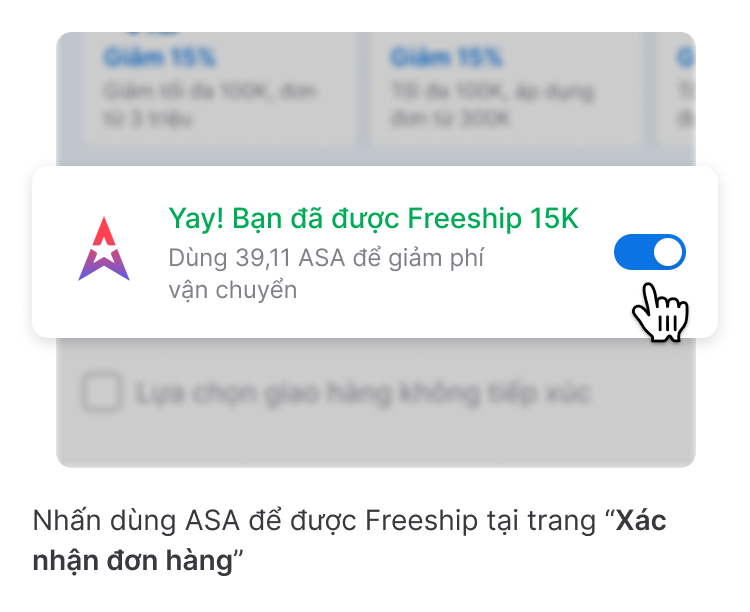 Giảm 15%
Giảm tối đa 100K, đơn
từ 3 triệu
Giảm 15%
Tối đa 100K, áp dụng
đơn từ 300K
Yay! Bạn đã được Freeship 15K
Dùng 39,11 ASA để giảm phí
vận chuyển
Lựa chọn giao hàng không tiếp xúc
Nhấn dùng ASA để được Freeship tại trang “Xác
nhận đơn hàng”